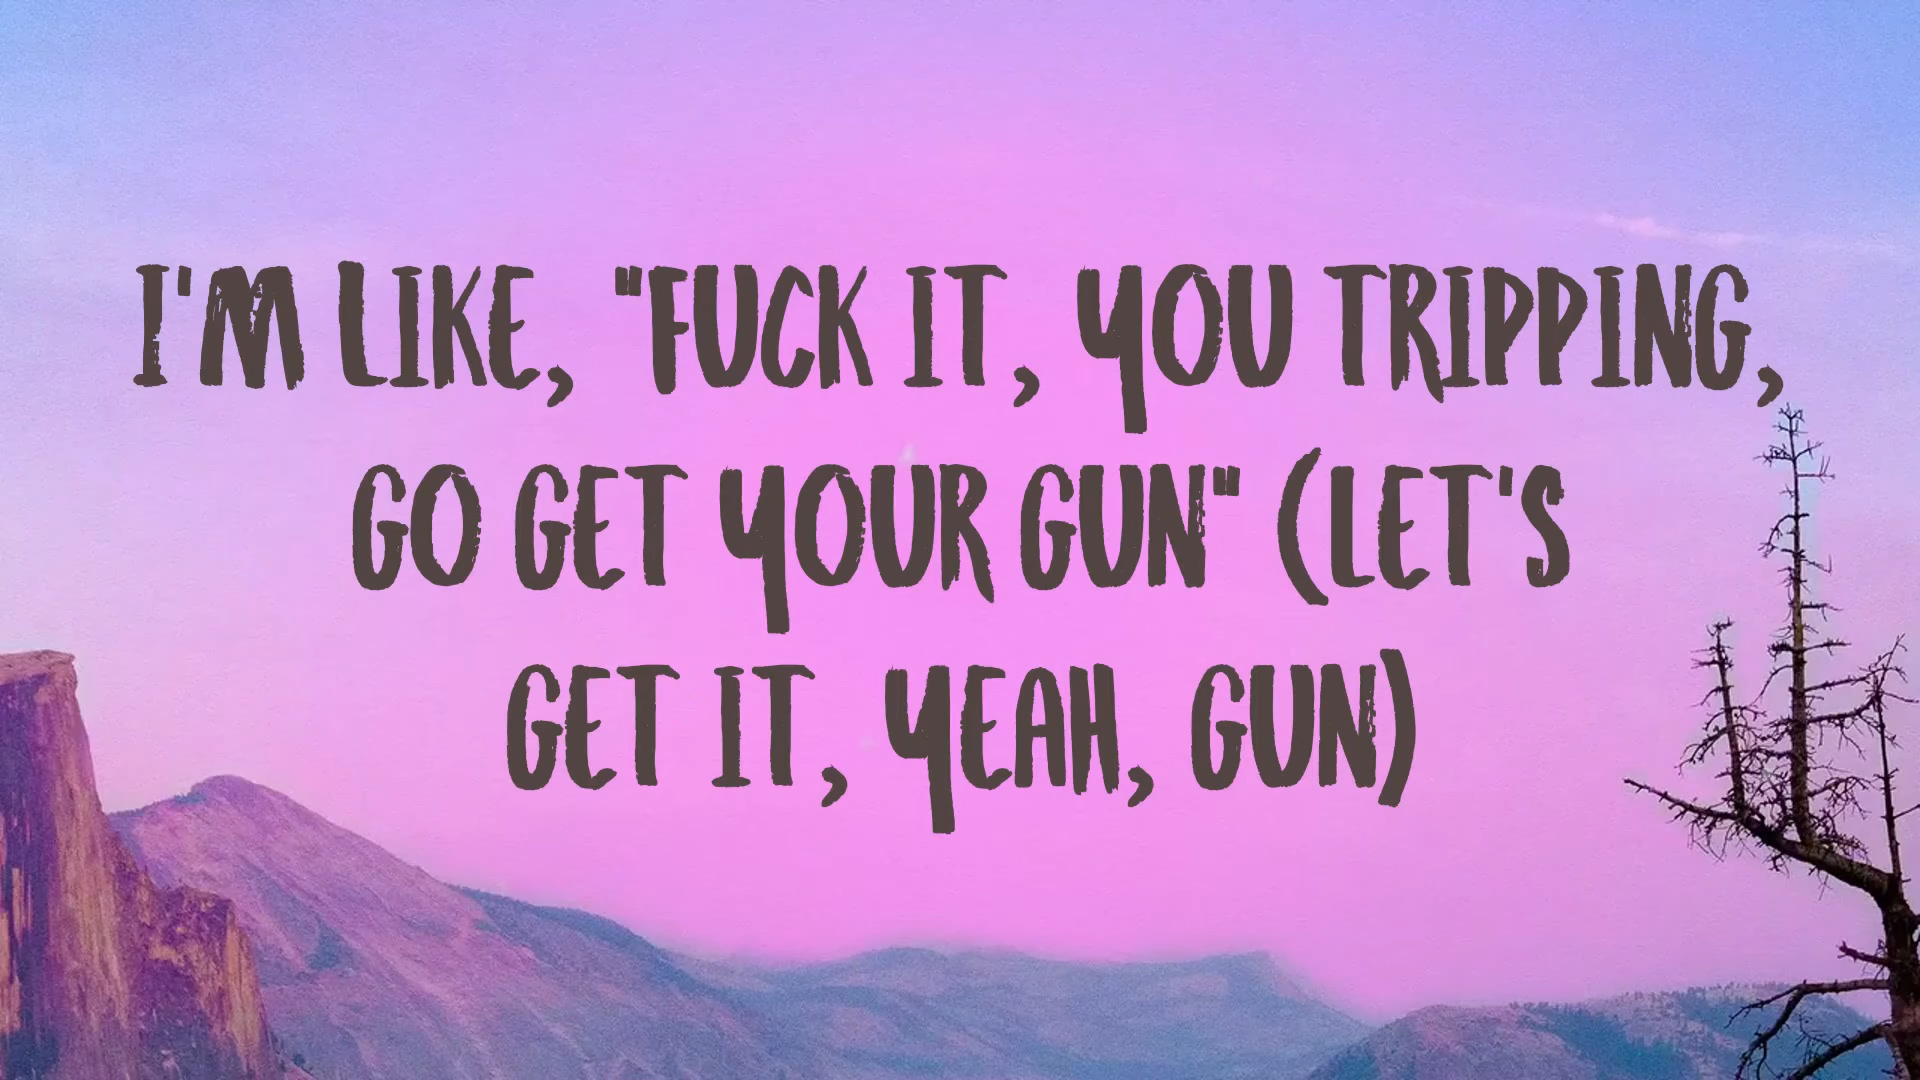 I'M LIKE, "FUCK IT, YOU TRIPPING,
GO GET YOUR GUN" (LET'S
GET IT, YEAH, GUN)